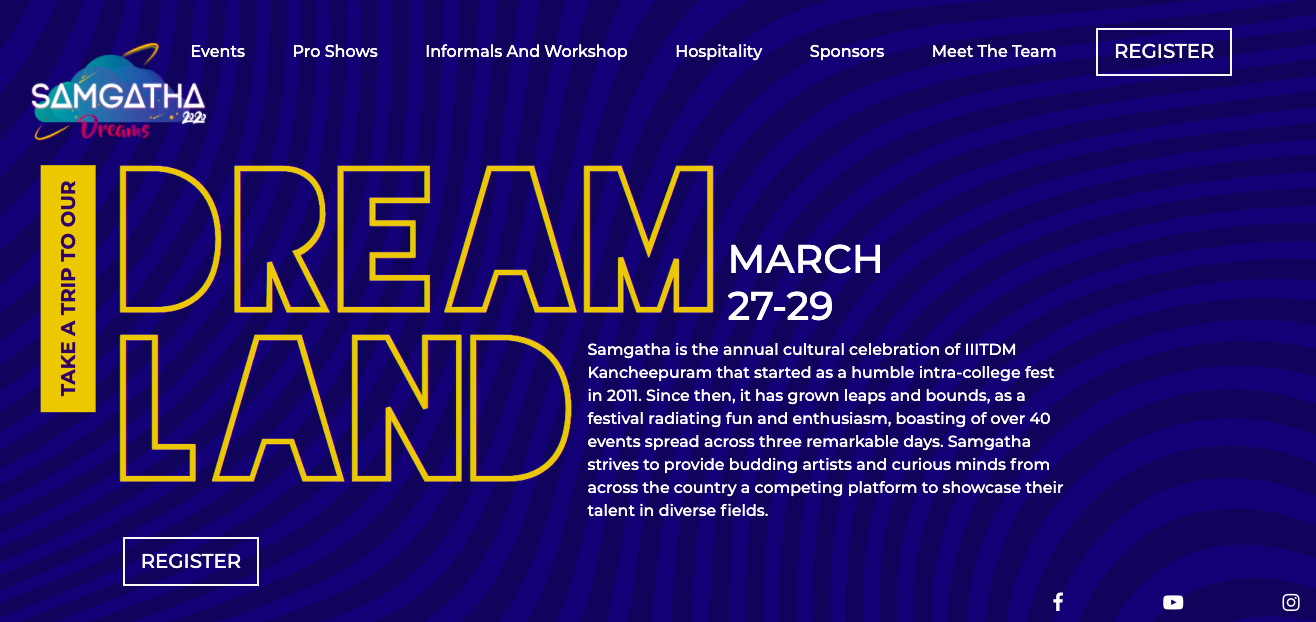 Events Pro Shows Informals And Workshop Hospitality Sponsors Meet The Team REGISTER
SAMGATHA
2020
Dreams
TAKE A TRIP TO OUR
DREAM
LAND
MARCH
27-29
Samgatha is the annual cultural celebration of IIITDM
Kancheepuram that started as a humble intra-college fest
in 2011. Since then, it has grown leaps and bounds, as a
festival radiating fun and enthusiasm, boasting of over 40
events spread across three remarkable days. Samgatha
strives to provide budding artists and curious minds from
across the country a competing platform to showcase their
talent in diverse fields.
REGISTER